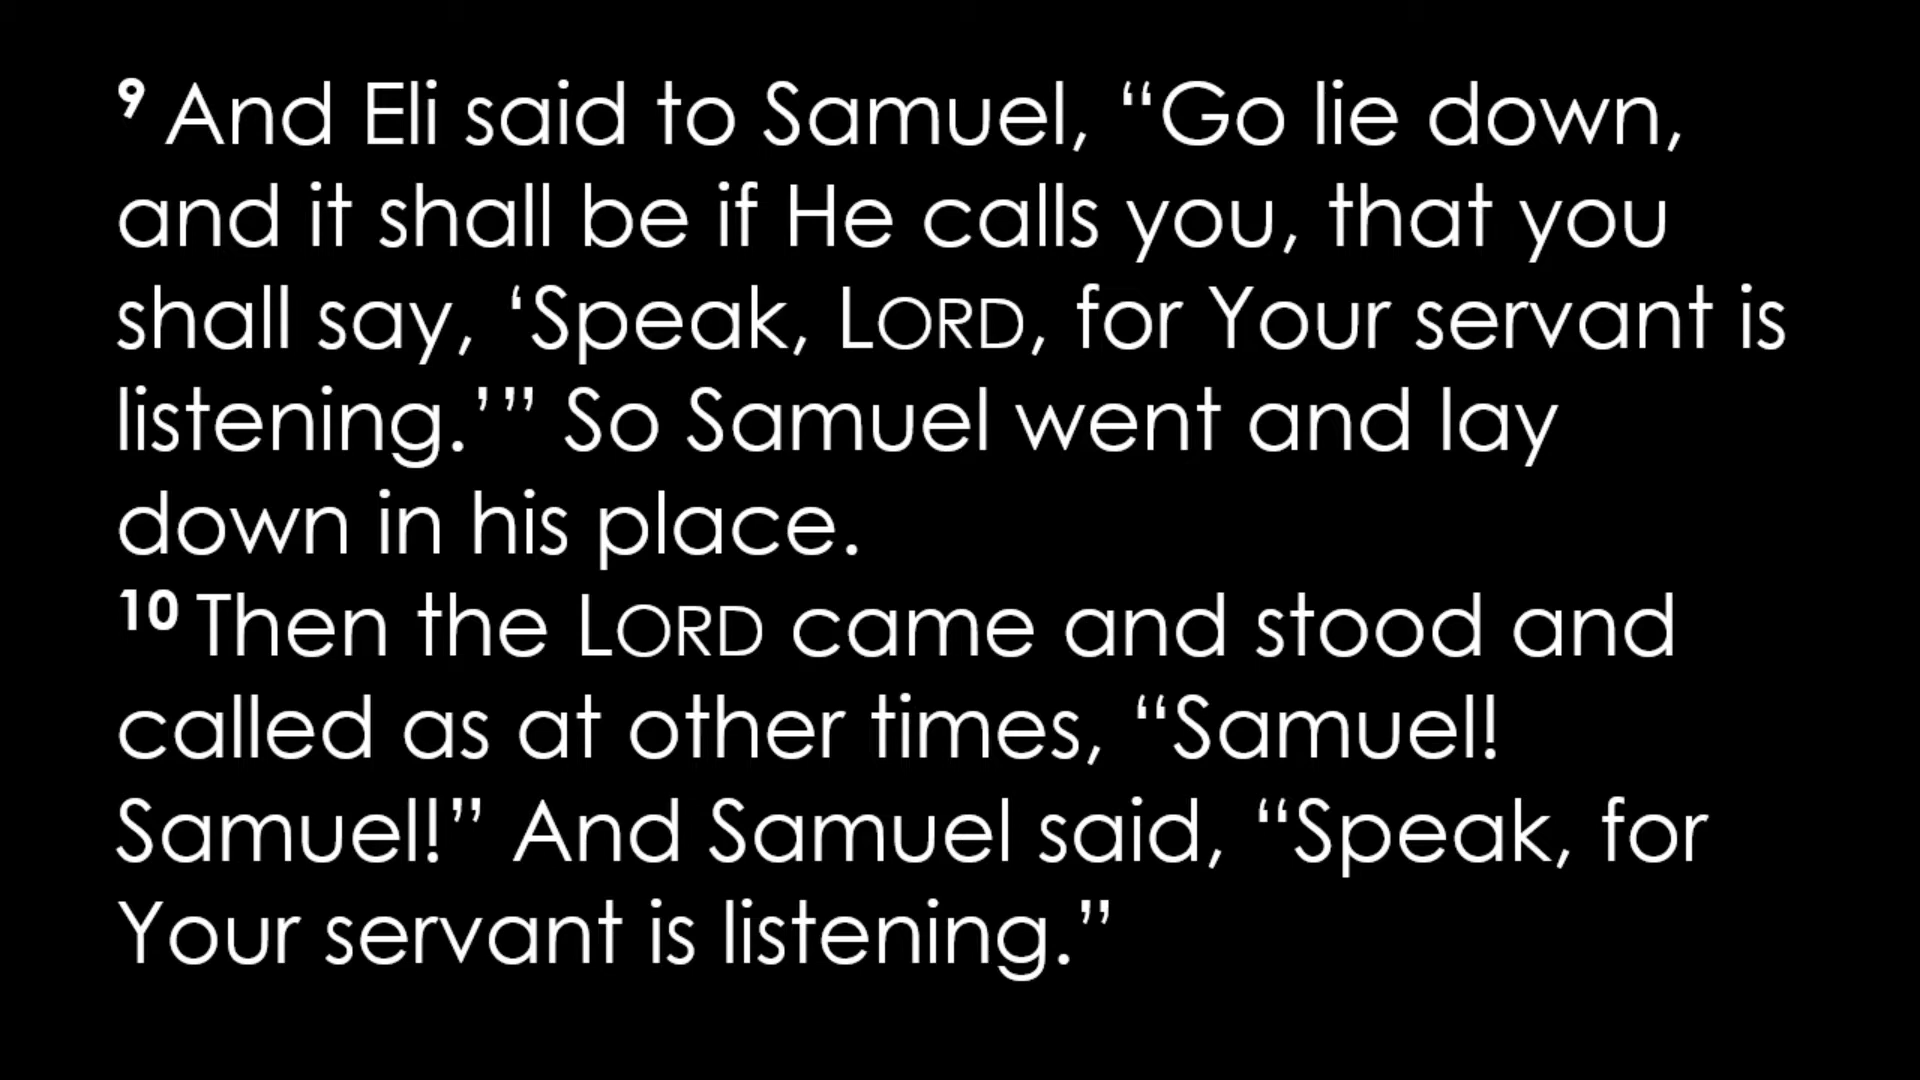 9 And Eli said to Samuel, “Go lie down,
and it shall be if He calls you, that you
shall say, ‘Speak, LORD, for Your servant is
listening.’” So Samuel went and lay
down in his place.
10 Then the LORD came and stood and
called as at other times, “Samuel!
Samuel!” And Samuel said, “Speak, for
Your servant is listening.”